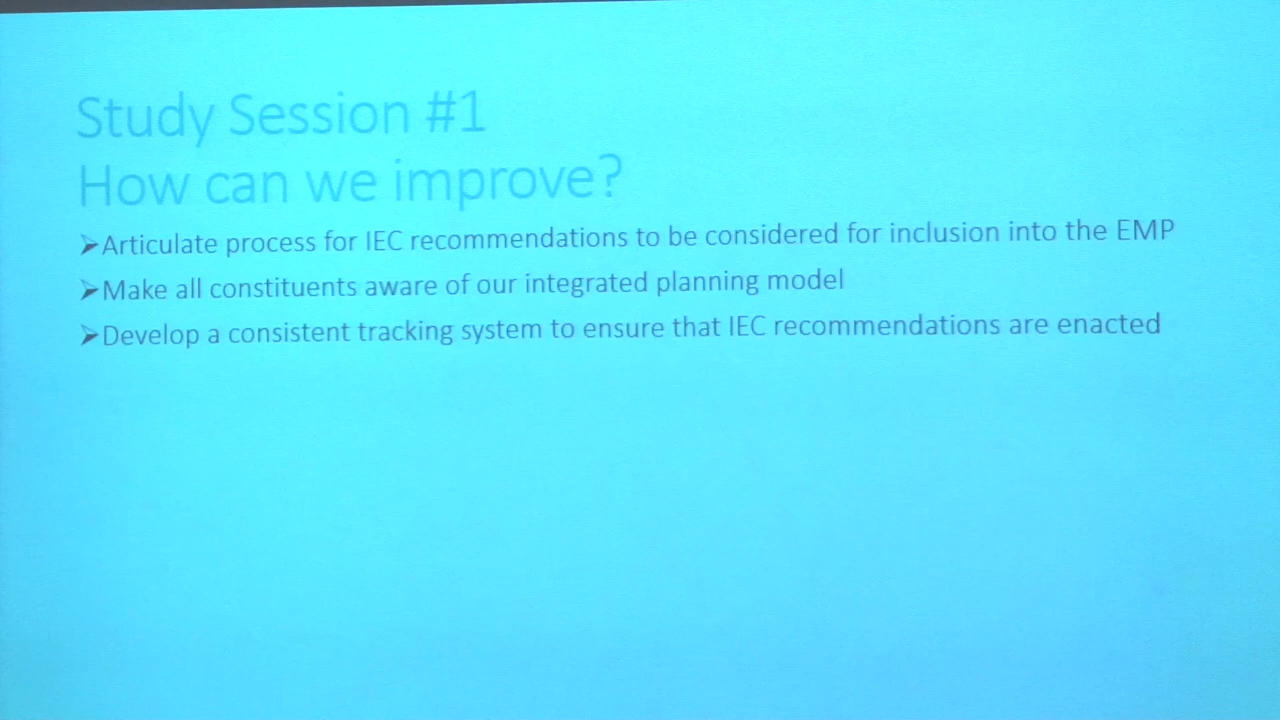 Study Session #1
How can we improve?
➢Articulate process for IEC recommendations to be considered for inclusion into the EMP
➢Make all constituents aware of our integrated planning model
➢Develop a consistent tracking system to ensure that IEC recommendations are enacted